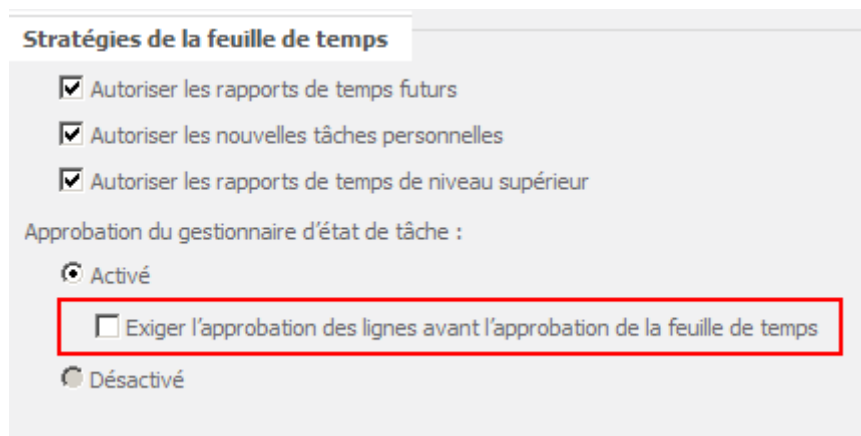 Stratégies de la feuille de temps
Autoriser les rapports de temps futurs
Autoriser les nouvelles tâches personnelles
Autoriser les rapports de temps de niveau supérieur
Approbation du gestionnaire d’état de tâche :
Activé
Exiger l’approbation des lignes avant l’approbation de la feuille de temps
Désactivé